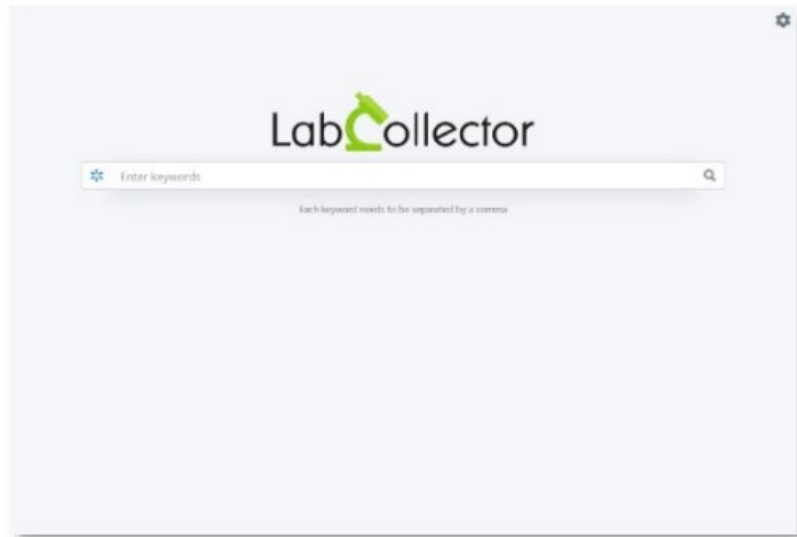 LabCollector
Enter keywords
Each keyword needs to be separated by a comma